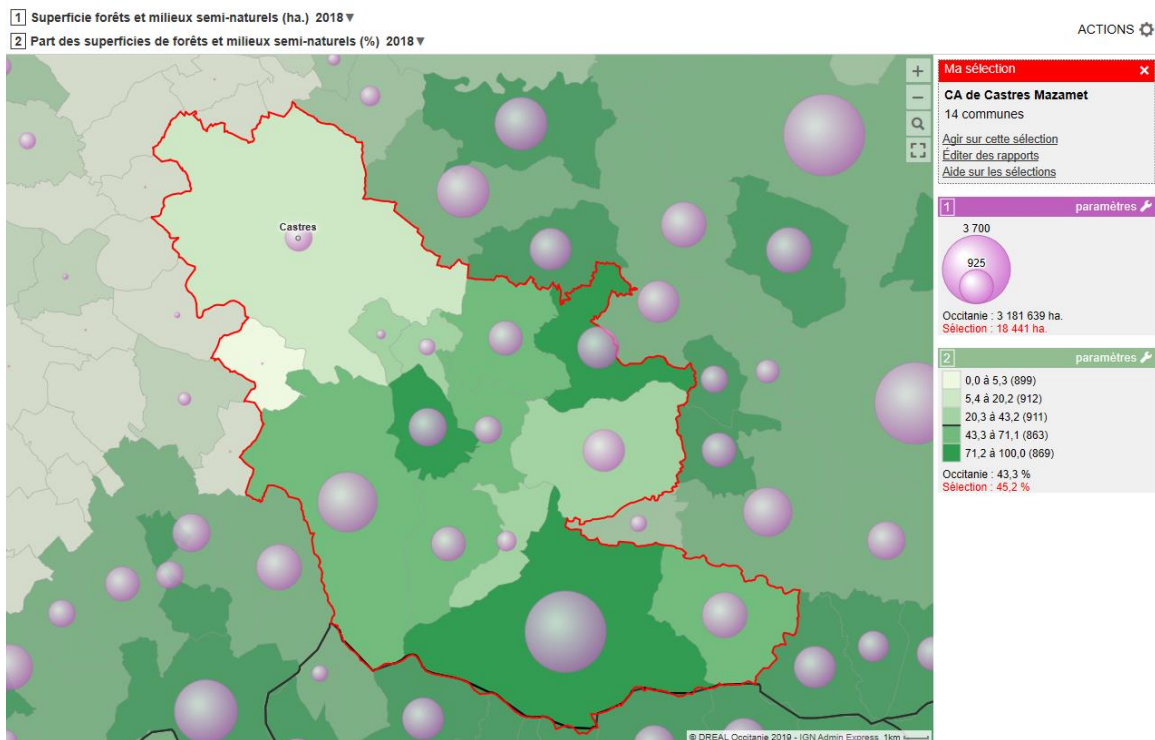 1 Superficie forêts et milieux semi-naturels (ha.) 2018▼
2 Part des superficies de forêts et milieux semi-naturels (%) 2018▼
ACTIONS
Castres
+
−
Ma sélection ×
CA de Castres Mazamet
14 communes
Agir sur cette sélection
Éditer des rapports
Aide sur les sélections
1 paramètres
3 700
925
Occitanie : 3 181 639 ha.
Sélection : 18 441 ha.
2 paramètres
0,0 à 5,3 (899)
5,4 à 20,2 (912)
20,3 à 43,2 (911)
43,3 à 71,1 (863)
71,2 à 100,0 (869)
Occitanie : 43,3 %
Sélection : 45,2 %
© DREAL Occitanie 2019 - IGN Admin Express 1km